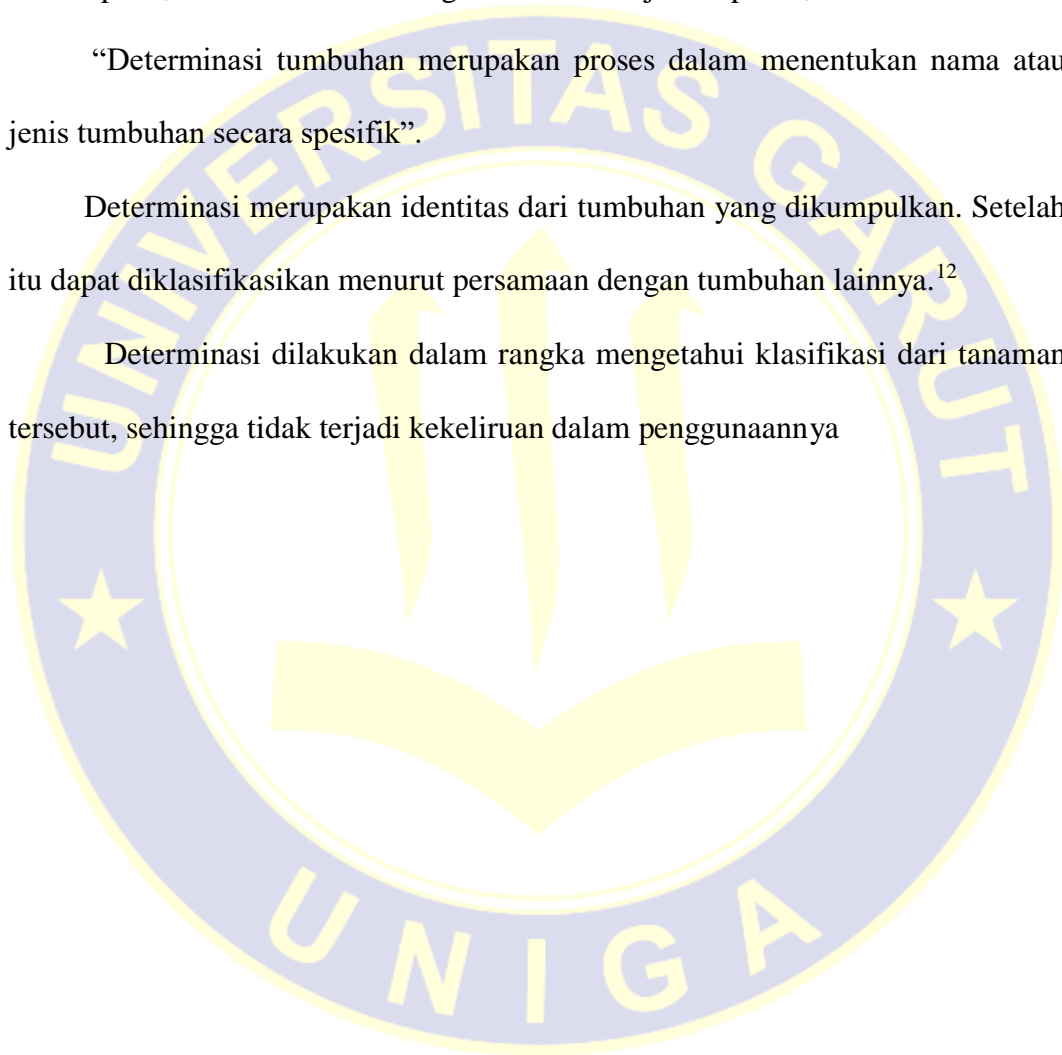 “Determinasi tumbuhan merupakan proses dalam menentukan nama atau
jenis tumbuhan secara spesifik”.
Determinasi merupakan identitas dari tumbuhan yang dikumpulkan. Setelah
itu dapat diklasifikasikan menurut persamaan dengan tumbuhan lainnya.12
Determinasi dilakukan dalam rangka mengetahui klasifikasi dari tanaman
tersebut, sehingga tidak terjadi kekeliruan dalam penggunaannya
UNIVERSITAS GARUT
UNIGA